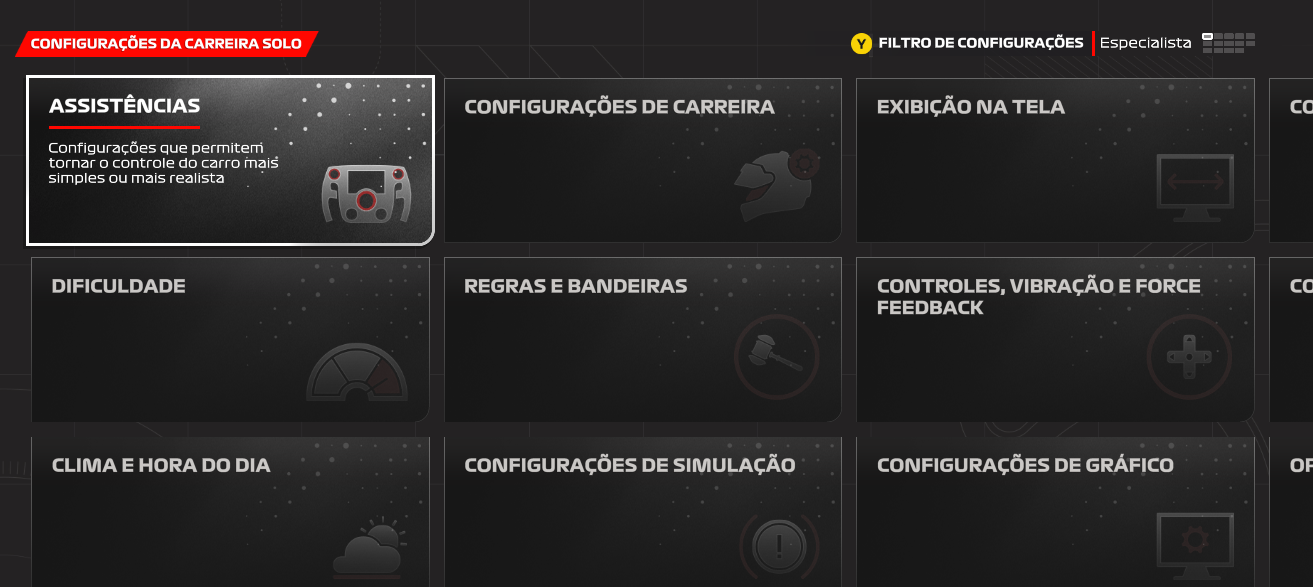 CONFIGURAÇÕES DA CARREIRA SOLO
Y FILTRO DE CONFIGURAÇÕES Especialista
ASSISTÊNCIAS
Configurações que permitem
tornar o controle do carro mais
simples ou mais realista
CONFIGURAÇÕES DE CARREIRA
EXIBIÇÃO NA TELA
CO
DIFICULDADE
REGRAS E BANDEIRAS
CONTROLES, VIBRAÇÃO E FORCE
FEEDBACK
CO
CLIMA E HORA DO DIA
CONFIGURAÇÕES DE SIMULAÇÃO
CONFIGURAÇÕES DE GRÁFICO